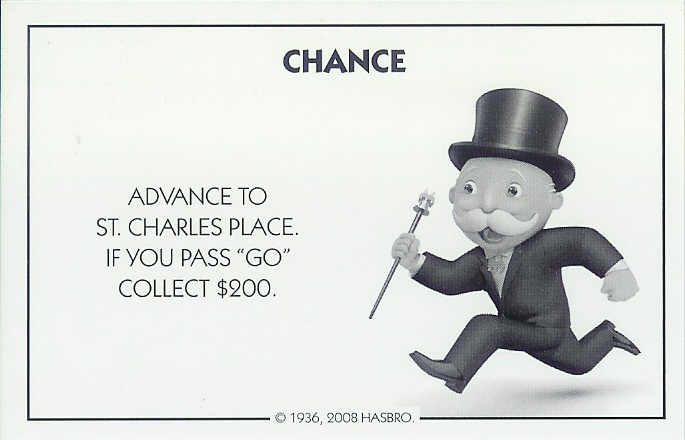 CHANCE
ADVANCE TO
ST. CHARLES PLACE.
IF YOU PASS “GO”
COLLECT $200.
© 1936, 2008 HASBRO.